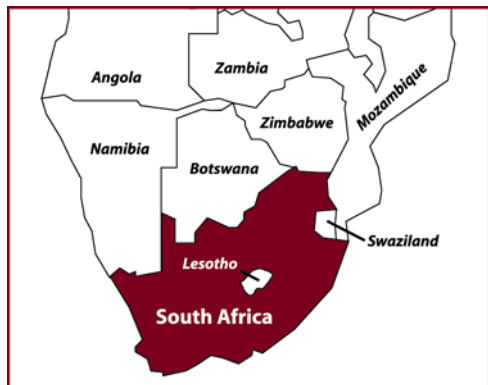 Angola
Zambia
Mozambique
Zimbabwe
Namibia
Botswana
Swaziland
Lesotho
South Africa